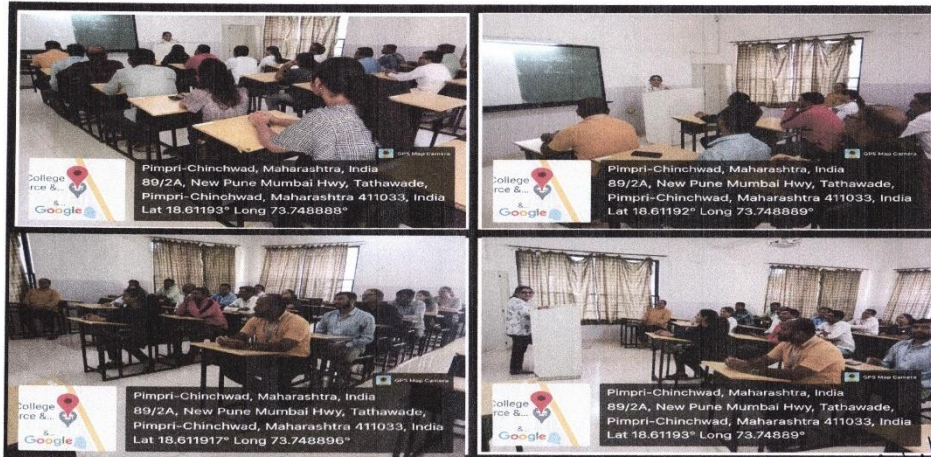 GPS Map Camera
College
rce &...
&
Google
Pimpri-Chinchwad, Maharashtra, India
89/2A, New Pune Mumbai Hwy, Tathawade,
Pimpri-Chinchwad, Maharashtra 411033, India
Lat 18.61193° Long 73.748888°
GPS Map Camera
College
rce &...
&
Google
Pimpri-Chinchwad, Maharashtra, India
89/2A, New Pune Mumbai Hwy, Tathawade,
Pimpri-Chinchwad, Maharashtra 411033, India
Lat 18.61192° Long 73.748889°
GPS Map Camera
College
rce &...
&
Google
Pimpri-Chinchwad, Maharashtra, India
89/2A, New Pune Mumbai Hwy, Tathawade,
Pimpri-Chinchwad, Maharashtra 411033, India
Lat 18.611917° Long 73.748896°
GPS Map Camera
College
rce &...
&
Google
Pimpri-Chinchwad, Maharashtra, India
89/2A, New Pune Mumbai Hwy, Tathawade,
Pimpri-Chinchwad, Maharashtra 411033, India
Lat 18.61193° Long 73.74889°